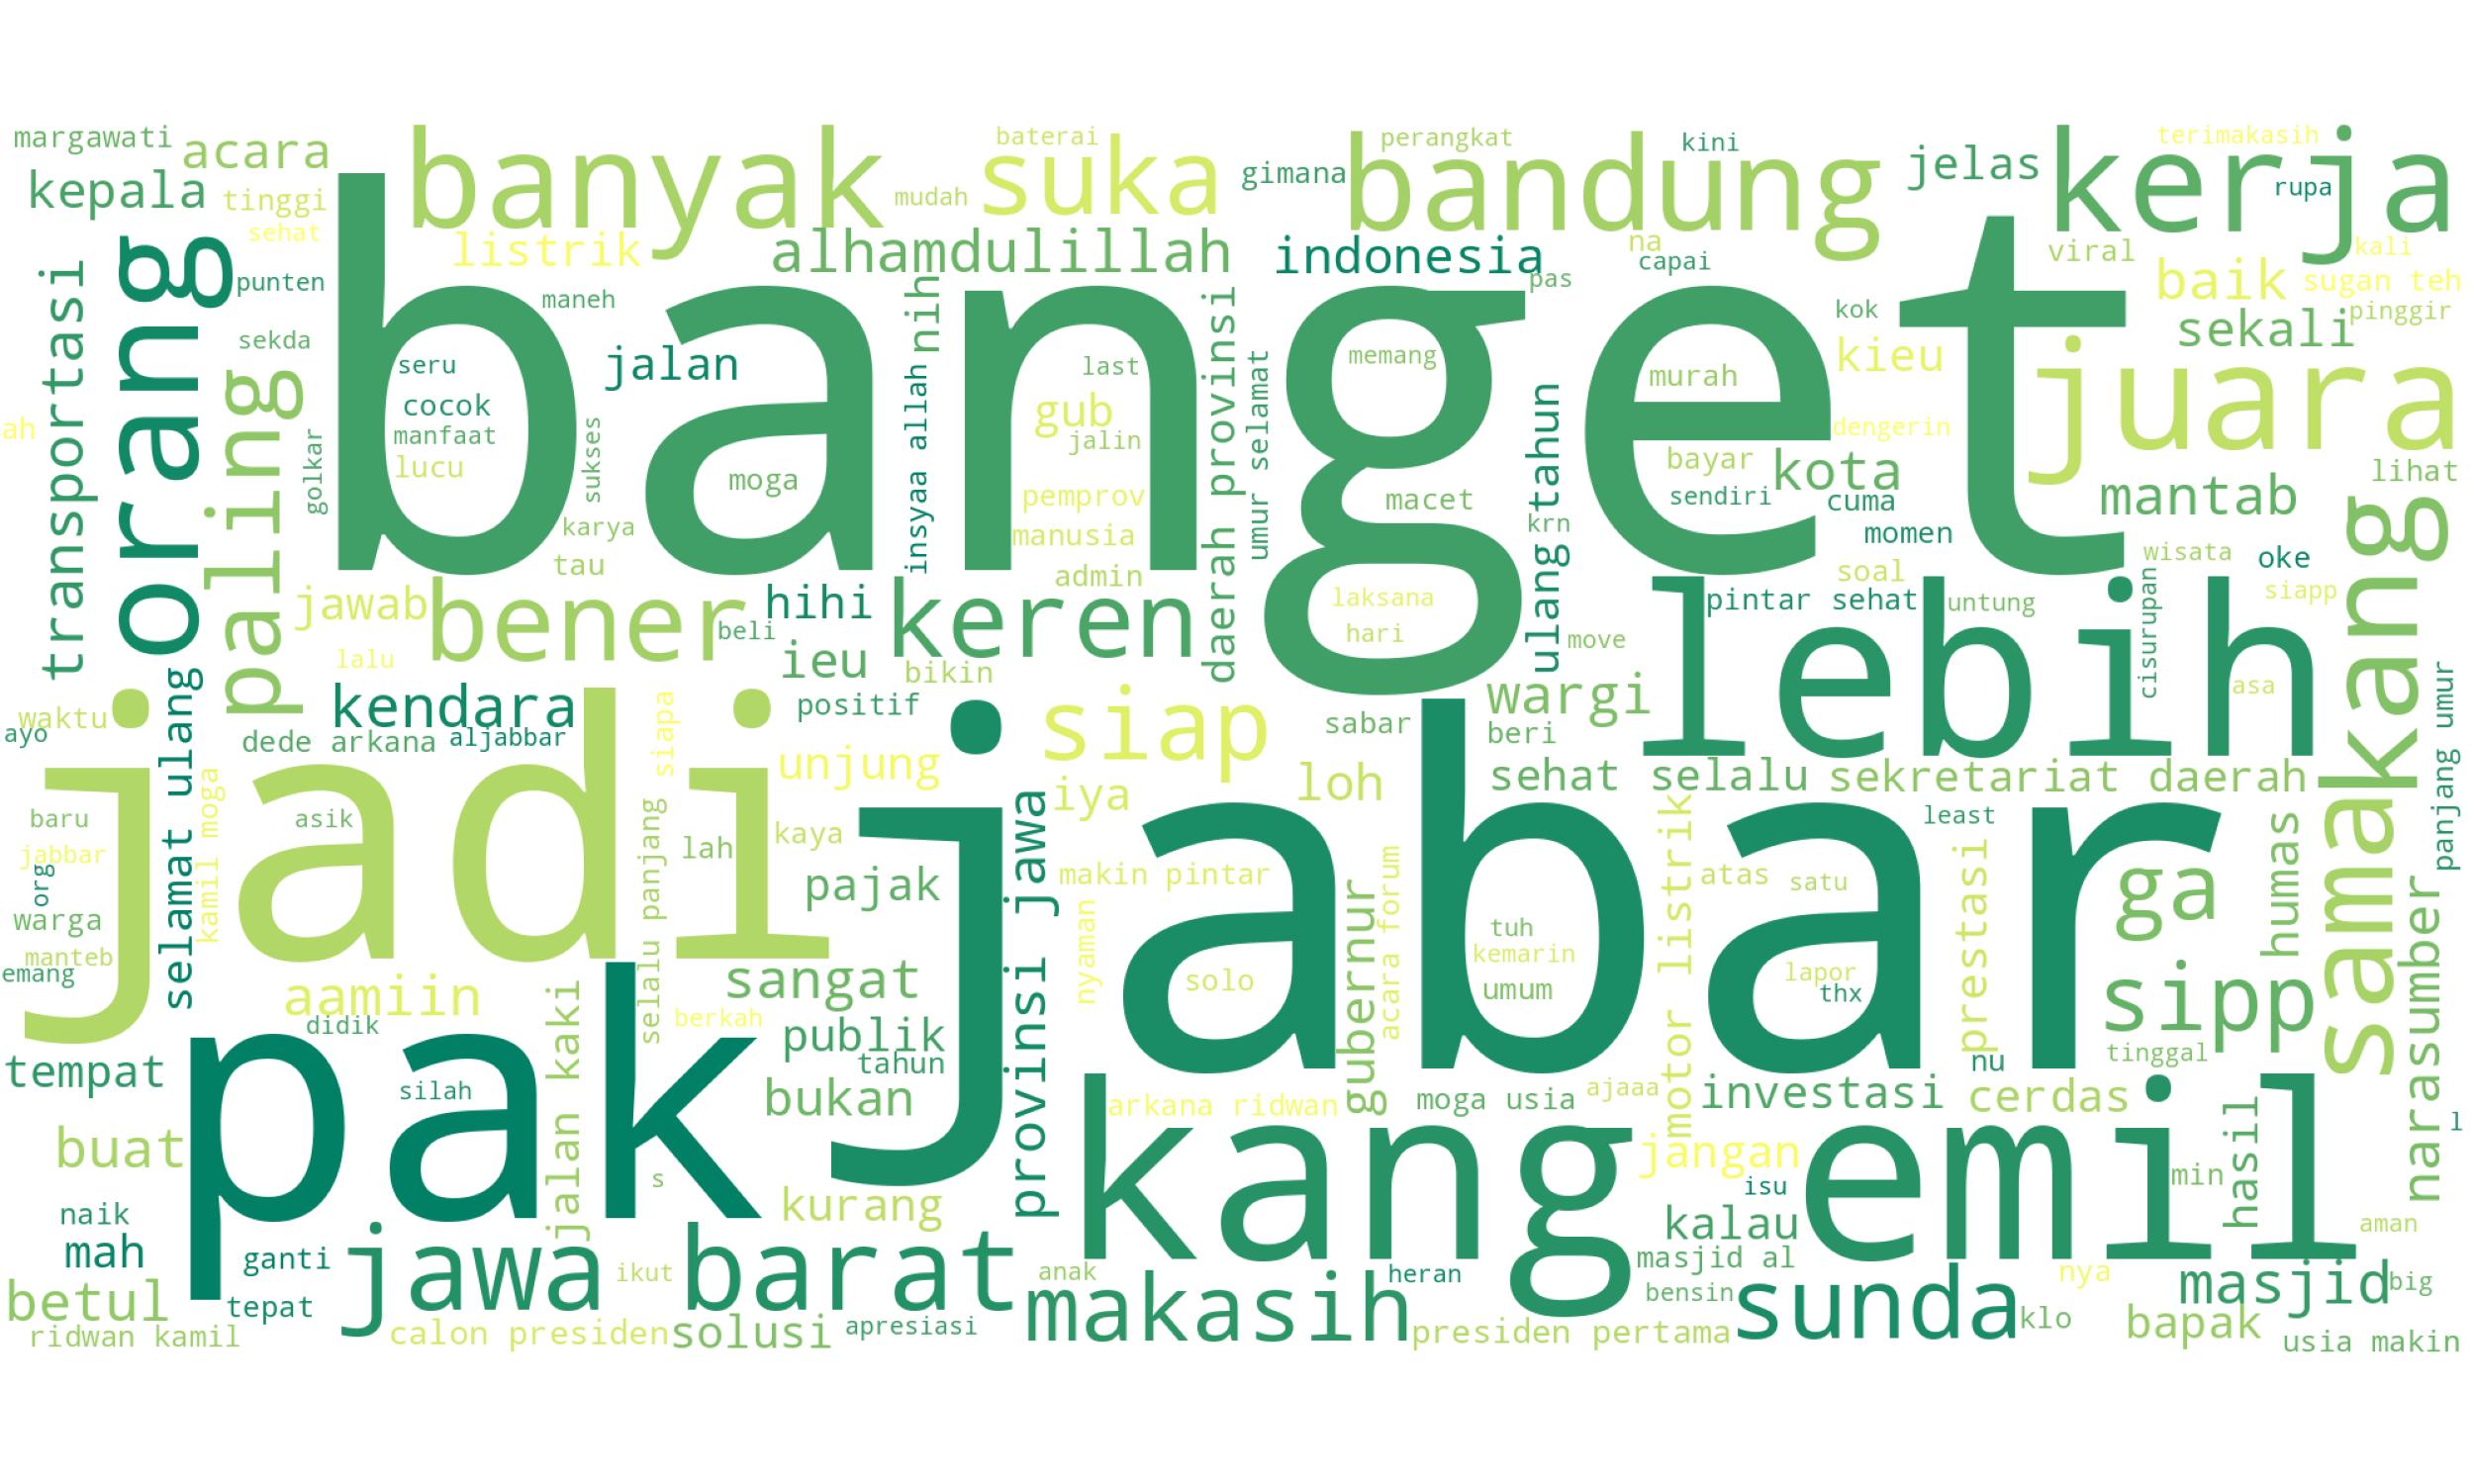 margawati
acara
banyak
baterai
suka
perangkat
bandung
kini
jelas
kerja
terimakasih
kepala
tinggi
mudah
gimana
rupa
sehat
listrik
alhamdulillah
indonesia
na
capai
viral
kali
orang
transportasi
punten
maneh
banget
nih
pas
baik
sugan teh
sekda
seru
jalan
last
memang
murah
kok
kieu
sekali
pinggir
paling
cocok
manfaat
lucu
sukses
moga
insyaa allah
gub
jalin
daerah provinsi
umur selamat
macet
ulang tahun
bayar
sendiri
dengerin
kota
juara
lihat
ah
golkar
karya
tau
pemprov
manusia
admin
krn
cuma
momen
mantab
wisata
oke
jawab
bener
beli
hihi
keren
laksana
hari
move
soal
pintar sehat
untung
lebih
cisurupan
siapp
asa
samakang
lalu
ieu
bikin
waktu
ayo
selamat ulang
kendara
dede arkana
aljabbar
siapa
positif
unjung
siap
sabar
wargi
beri
panjang umur
jadi
kamil moga
asik
selalu panjang
lah
kaya
pajak
iya
loh
sehat selalu
sekretariat daerah
least
baru
jabbar
org
warga
manteb
emang
jabar
provinsi jawa
makin pintar
nyaman
acara forum
gubernur
tuh
kemarin
umum
solo
motor listrik
atas
satu
lapor
thx
prestasi
ga
humas
sipp
narasumber
aamiin
didik
sangat
berkah
publik
tahun
bukan
tempat
pak
silah
jalan kaki
s
arkana ridwan
moga usia
ajaaa
investasi
nu
cerdas
tinggal
l
buat
kang
emil
jangan
isu
min
hasil
naik
mah
ganti
kurang
kalau
aman
jawa barat
ikut
anak
heran
masjid al
nya
masjid
big
betul
tepat
makasih
bensin
sunda
klo
bapak
ridwan kamil
calon presiden
solusi
apresiasi
presiden pertama
usia makin